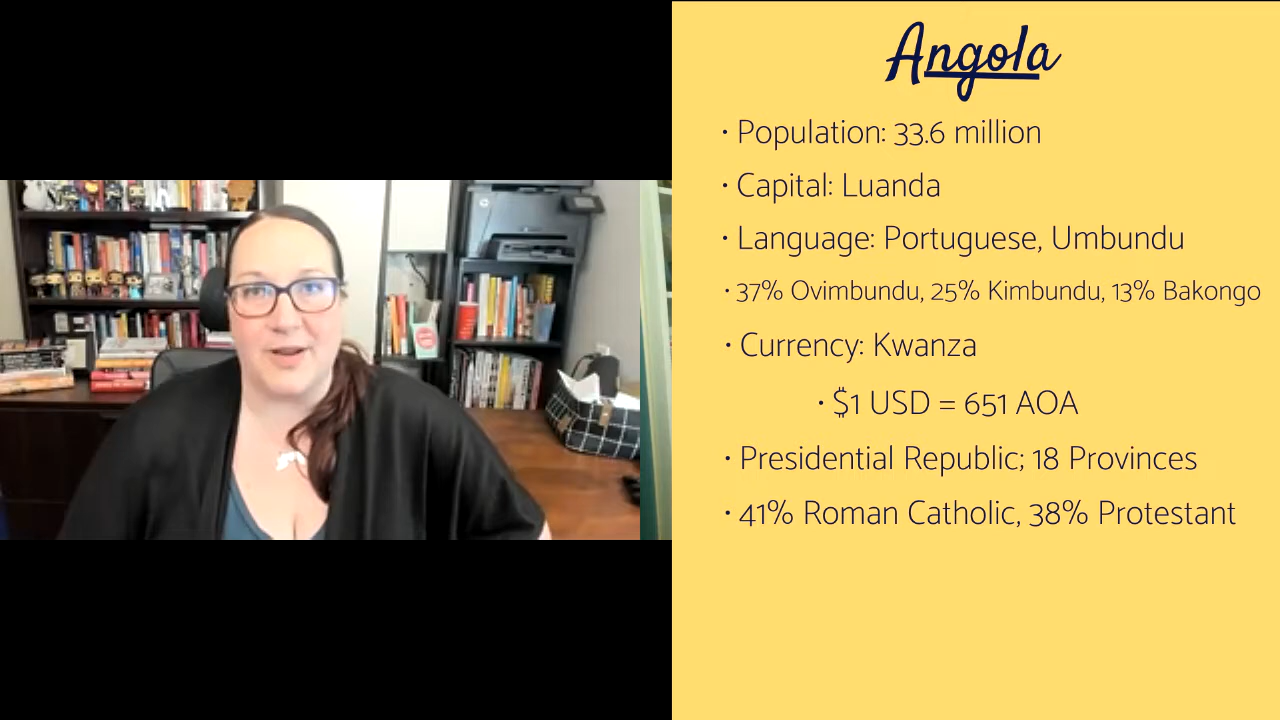 Angola
• Population: 33.6 million
• Capital: Luanda
• Language: Portuguese, Umbundu
• 37% Ovimbundu, 25% Kimbundu, 13% Bakongo
• Currency: Kwanza
• $1 USD = 651 AOA
• Presidential Republic; 18 Provinces
• 41% Roman Catholic, 38% Protestant